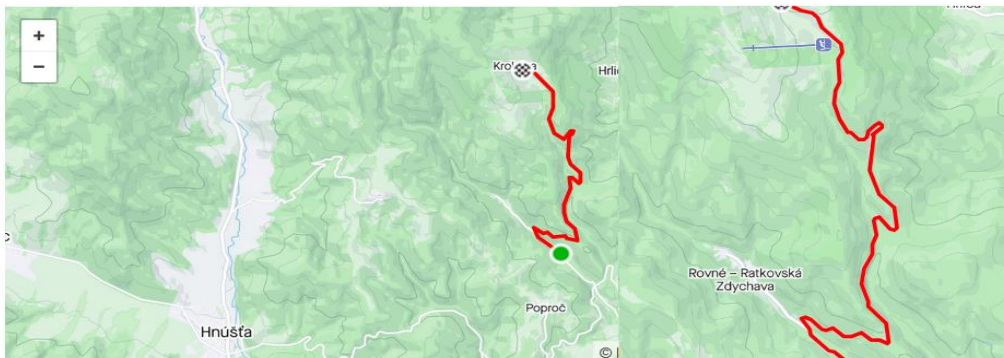 +
−
Hnúšťa
Poproč
©
Rovné – Ratkovská
Zdychava